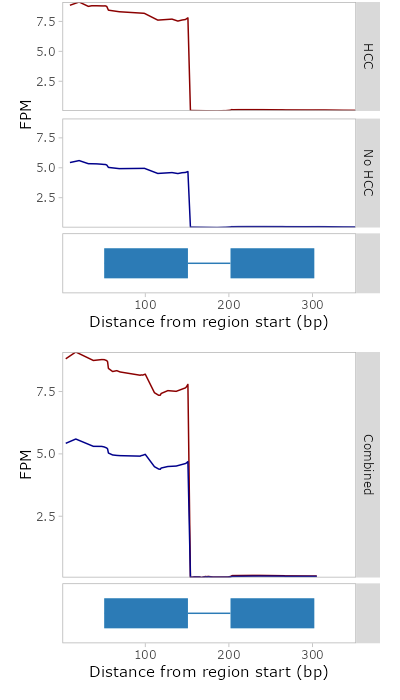 7.5
5.0
2.5
HCC
FPM
7.5
5.0
2.5
No HCC
100 200 300
Distance from region start (bp)
7.5
5.0
2.5
FPM
Combined
100 200 300
Distance from region start (bp)